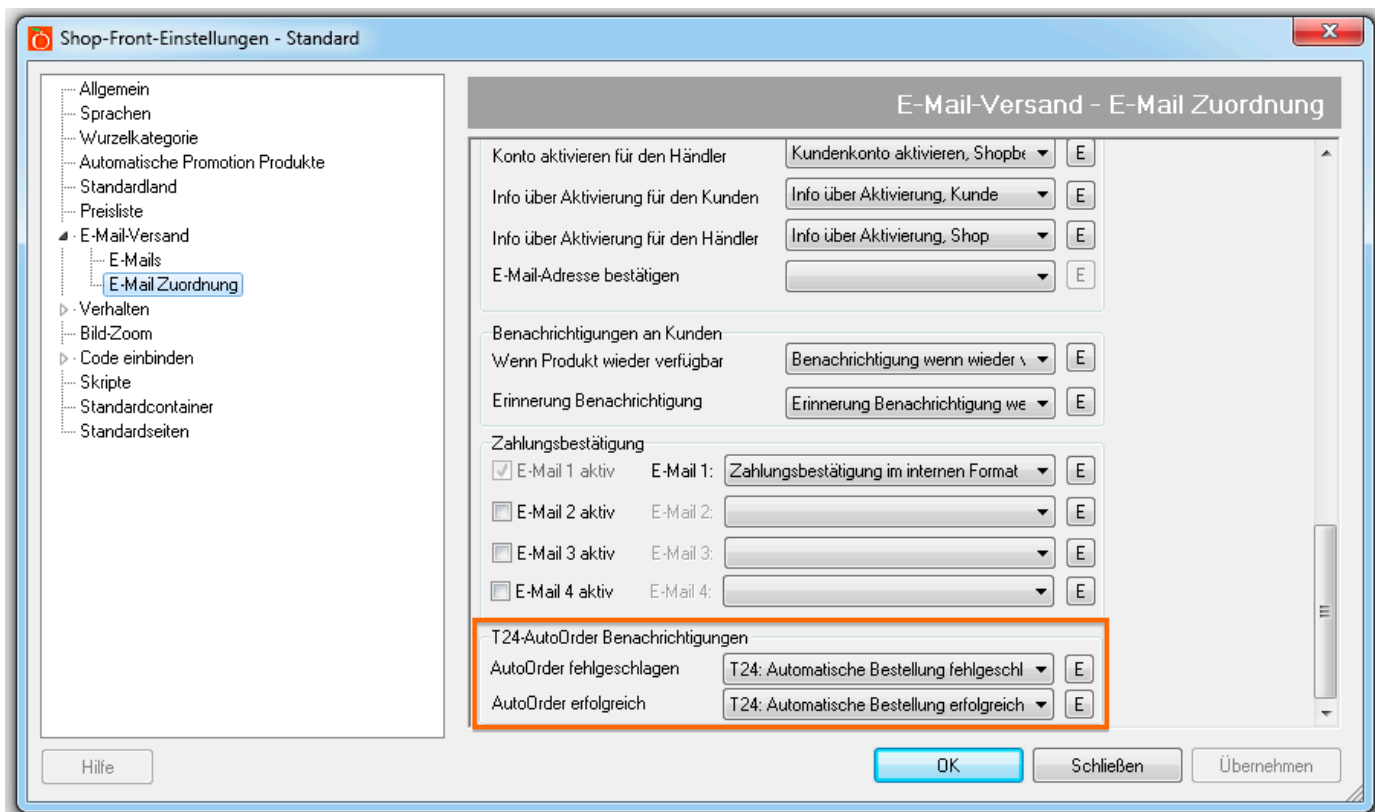 Shop-Front-Einstellungen - Standard
Allgemein
Sprachen
Wurzelkategorie
Automatische Promotion Produkte
Standardland
Preisliste
E-Mail-Versand
E-Mails
E-Mail Zuordnung
Verhalten
Bild-Zoom
Code einbinden
Skripte
Standardcontainer
Standardseiten
E-Mail-Versand - E-Mail Zuordnung
Konto aktivieren für den Händler Kundenkonto aktivieren, Shopbe E
Info über Aktivierung für den Kunden Info über Aktivierung, Kunde E
Info über Aktivierung für den Händler Info über Aktivierung, Shop E
E-Mail-Adresse bestätigen E
Benachrichtigungen an Kunden
Wenn Produkt wieder verfügbar Benachrichtigung wenn wieder v E
Erinnerung Benachrichtigung Erinnerung Benachrichtigung we E
Zahlungsbestätigung
E-Mail 1 aktiv E-Mail 1: Zahlungsbestätigung im internen Format E
E-Mail 2 aktiv E-Mail 2: E
E-Mail 3 aktiv E-Mail 3: E
E-Mail 4 aktiv E-Mail 4: E
T24-AutoOrder Benachrichtigungen
AutoOrder fehlgeschlagen T24: Automatische Bestellung fehlgeschl E
AutoOrder erfolgreich T24: Automatische Bestellung erfolgreich E
Hilfe OK Schließen Übernehmen